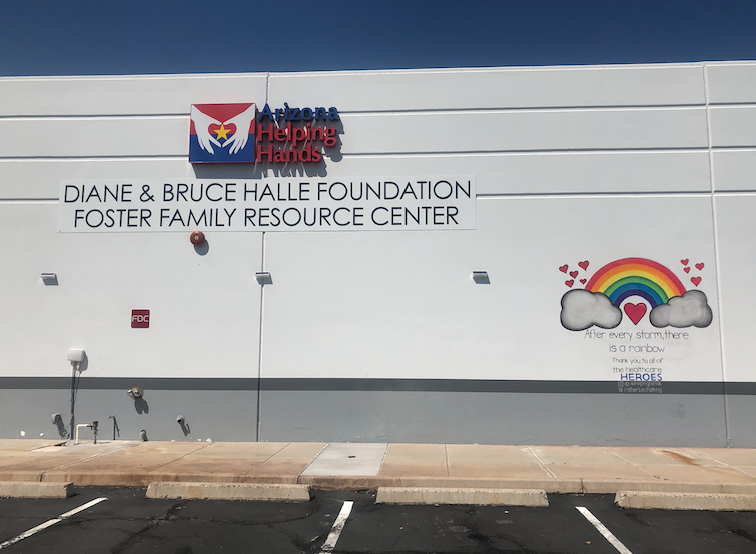 Arizona
Helping
Hands
DIANE & BRUCE HALLE FOUNDATION
FOSTER FAMILY RESOURCE CENTER
FDC
After every storm, there
is a rainbow
Thank you to all of
the healthcare
HEROES